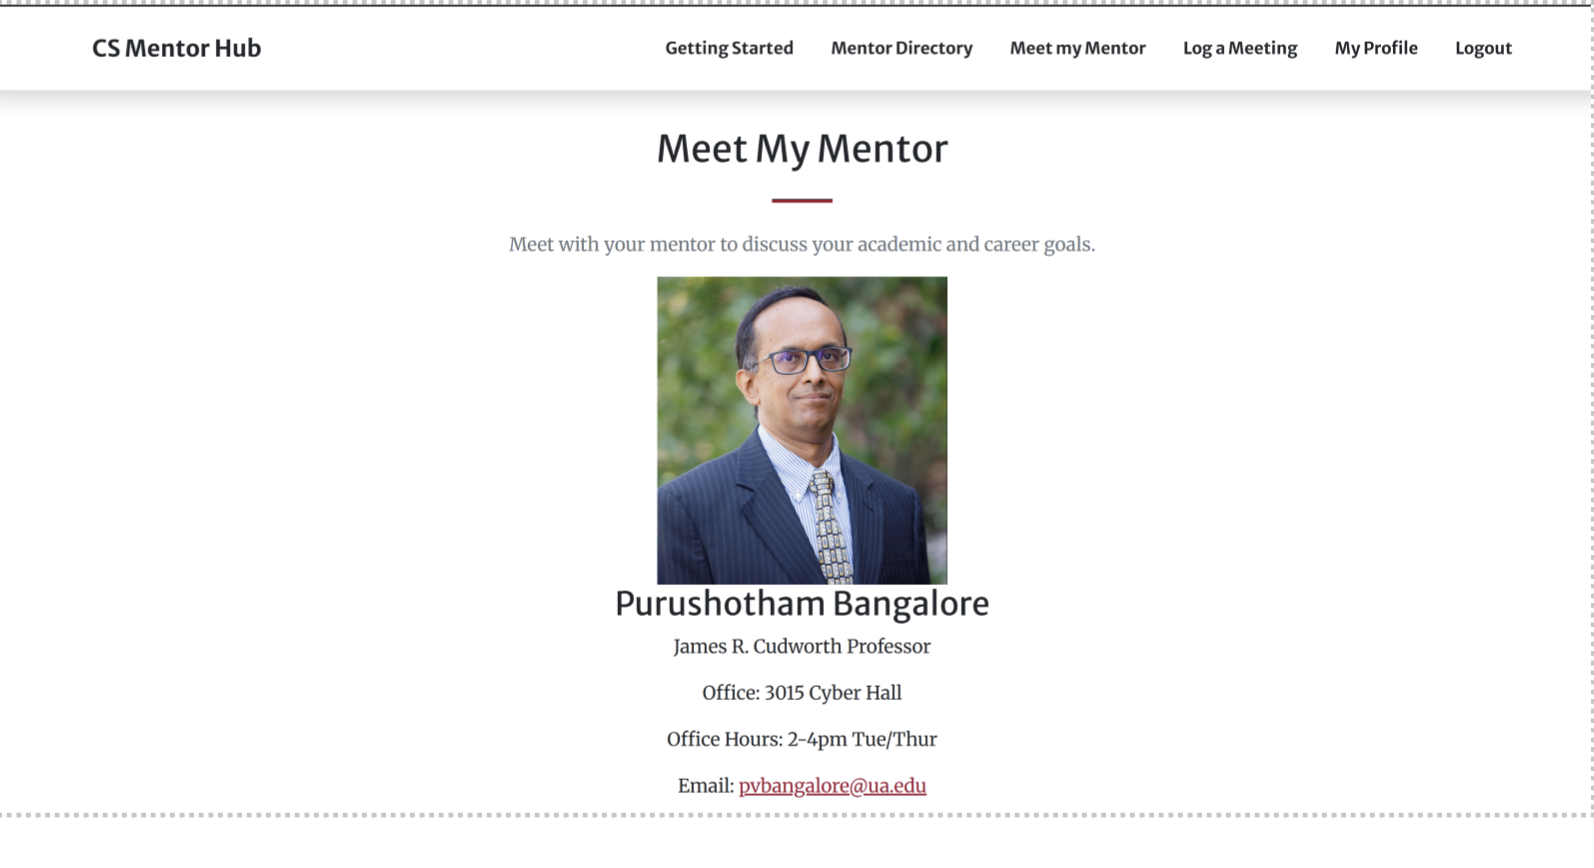 CS Mentor Hub
Getting Started
Mentor Directory
Meet my Mentor
Log a Meeting
My Profile
Logout
Meet My Mentor
Meet with your mentor to discuss your academic and career goals.
Purushotham Bangalore
James R. Cudworth Professor
Office: 3015 Cyber Hall
Office Hours: 2-4pm Tue/Thur
Email: pvbangalore@ua.edu